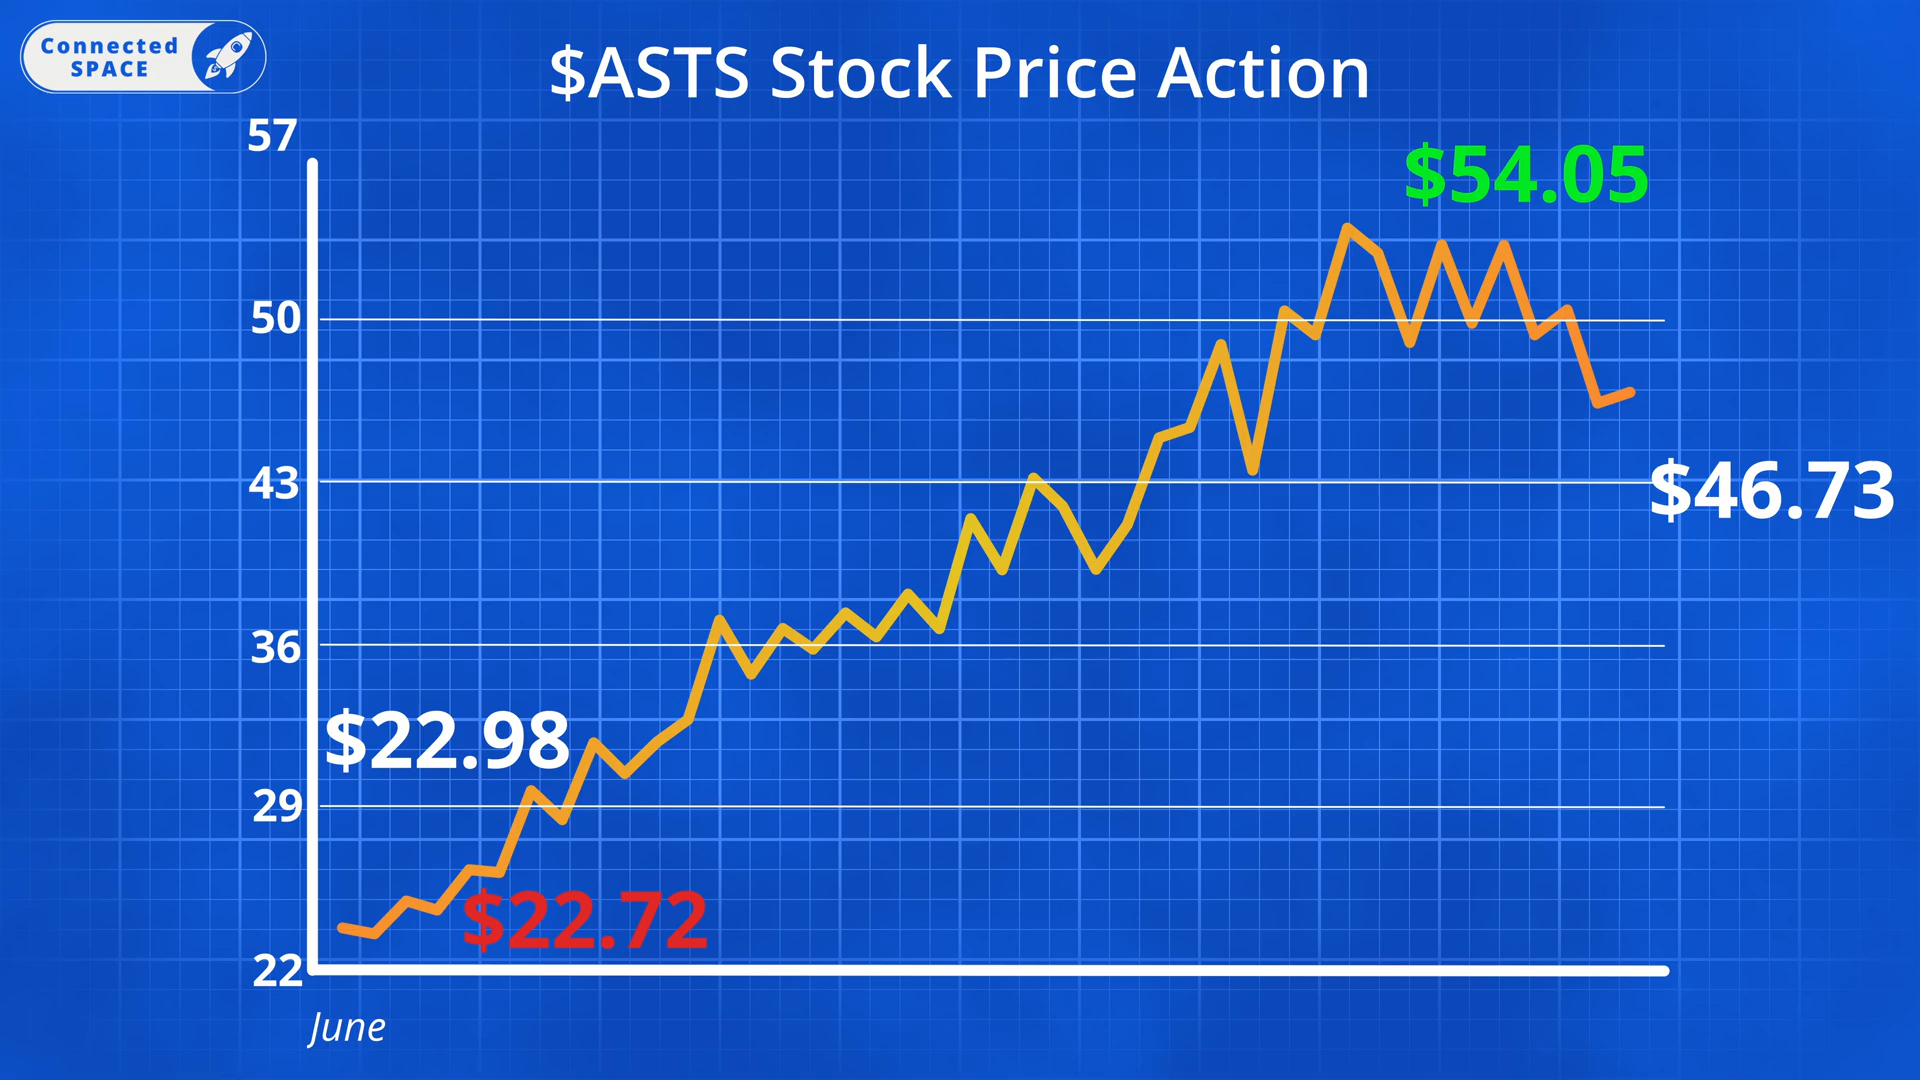 Connected
SPACE
$ASTS Stock Price Action
57
$54.05
50
43
$46.73
36
$22.98
29
$22.72
22
June